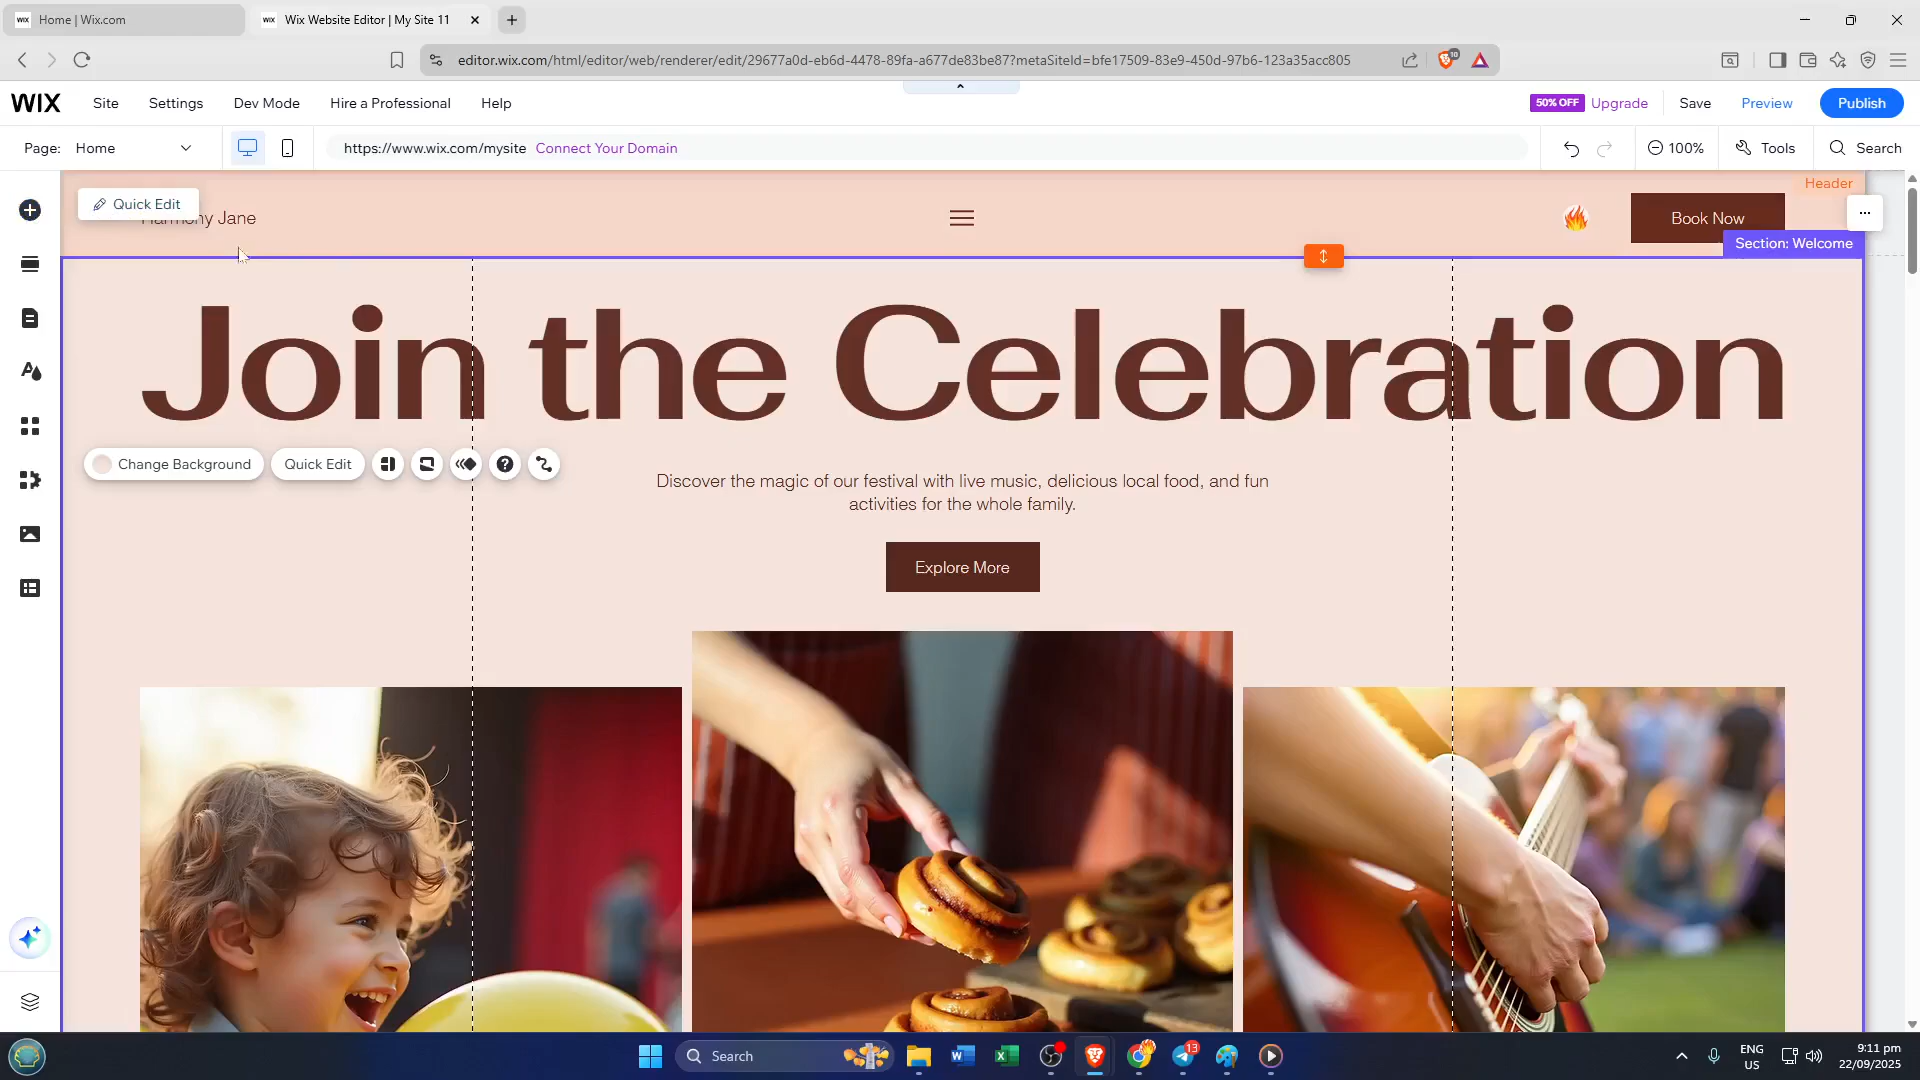 Home | Wix.com
Wix Website Editor | My Site 11
editor.wix.com/html/editor/web/renderer/edit/29677a0d-eb6d-4478-89fa-a677de83be87?metaSiteId=bfe17509-83e9-450d-97b6-123a35acc805
WIX Site Settings Dev Mode Hire a Professional Help 50% OFF Upgrade Save Preview Publish
Page: Home https://www.wix.com/mysite Connect Your Domain 100% Tools Search
Header
Quick Edit
Harmony Jane
Book Now
Section: Welcome
Join the Celebration
Change Background Quick Edit
Discover the magic of our festival with live music, delicious local food, and fun
activities for the whole family.
Explore More
Search
13
ENG
US
9:11 pm
22/09/2025